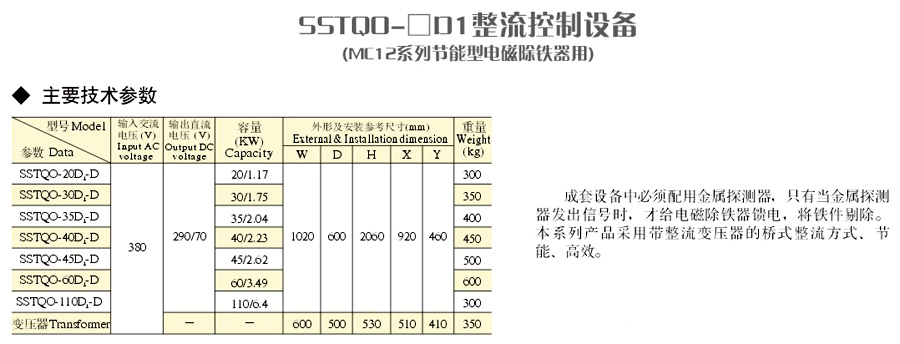 SSTQO-□D1整流控制设备
(MC12系列节能型电磁除铁器用)
◆ 主要技术参数
型号Model 参数 Data 输入交流电压(V) Input AC voltage 输出直流电压(V) Output DC voltage 容量(KW) Capacity 外形及安装参考尺寸(mm) External & Installation dimension 重量 Weight (kg)
W D H X Y
SSTQO-20D₁-D 380 290/70 20/1.17 1020 600 2060 920 460 300
SSTQO-30D₁-D 30/1.75 350
SSTQO-35D₁-D 35/2.04 400
SSTQO-40D₁-D 40/2.23 450
SSTQO-45D₁-D 45/2.62 500
SSTQO-60D₁-D 60/3.49 600
SSTQO-110D₁-D 110/6.4 300
变压器Transformer — — 600 500 530 510 410 350
成套设备中必须配用金属探测器，只有当金属探测
器发出信号时，才给电磁除铁器馈电，将铁件剔除。
本系列产品采用带整流变压器的桥式整流方式、节
能、高效。